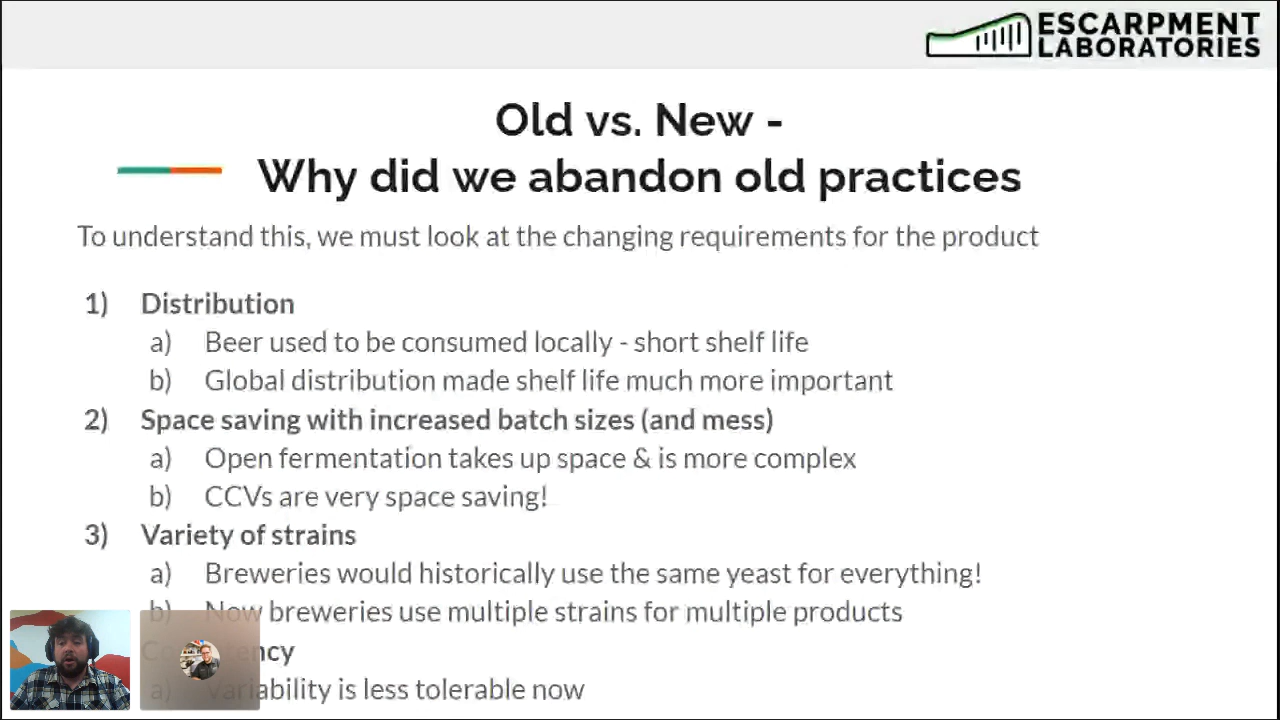 ESCARPMENT
LABORATORIES
Old vs. New -
Why did we abandon old practices
To understand this, we must look at the changing requirements for the product
1) Distribution
a) Beer used to be consumed locally - short shelf life
b) Global distribution made shelf life much more important
2) Space saving with increased batch sizes (and mess)
a) Open fermentation takes up space & is more complex
b) CCVs are very space saving!
3) Variety of strains
a) Breweries would historically use the same yeast for everything!
b) Now breweries use multiple strains for multiple products
a) Variability is less tolerable now